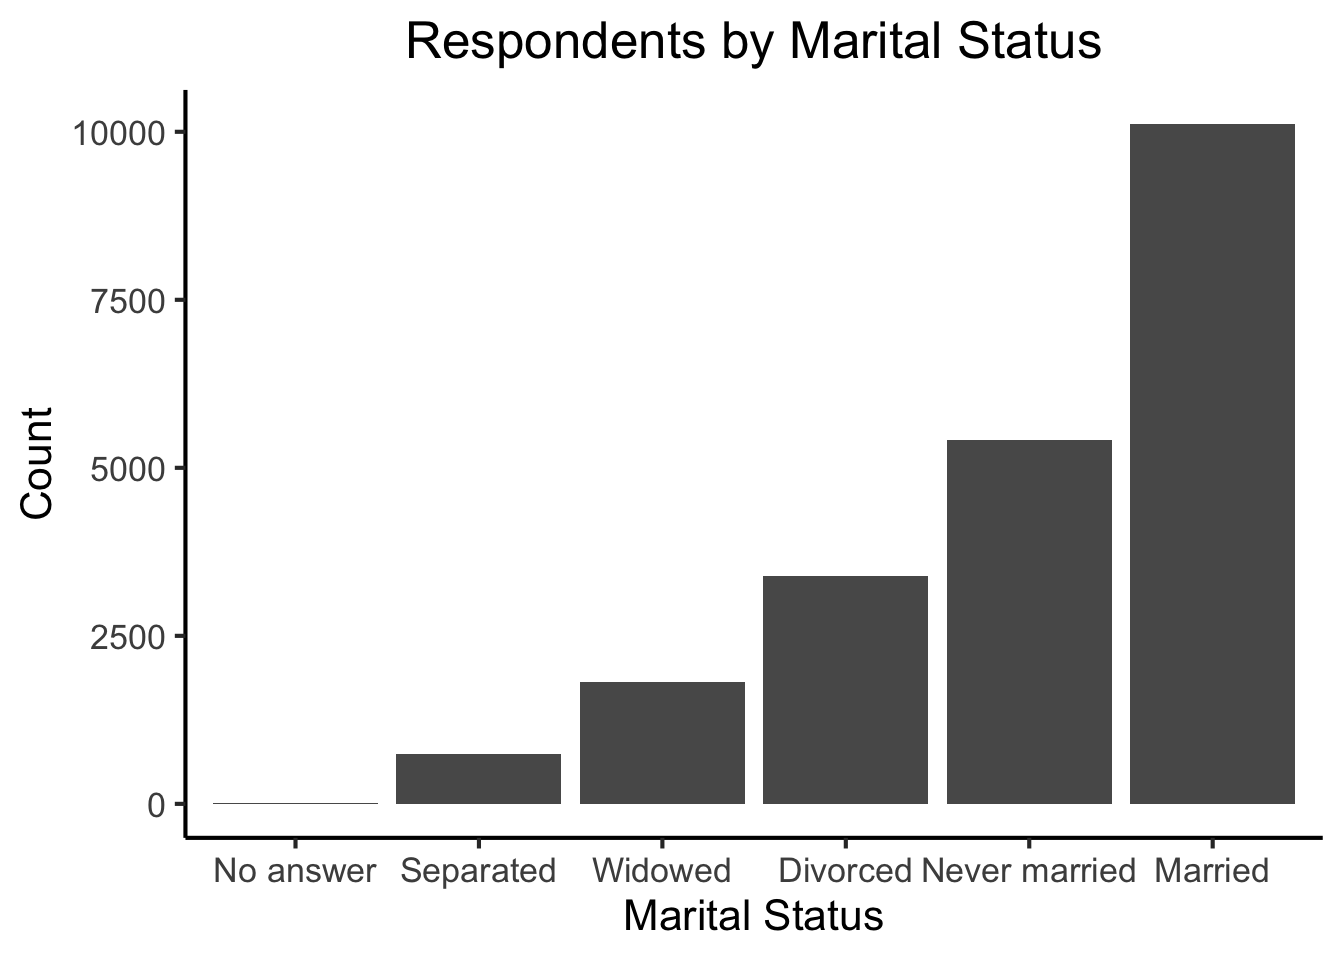 Respondents by Marital Status
10000
7500
5000
2500
0
Count
No answer Separated Widowed Divorced Never married Married
Marital Status